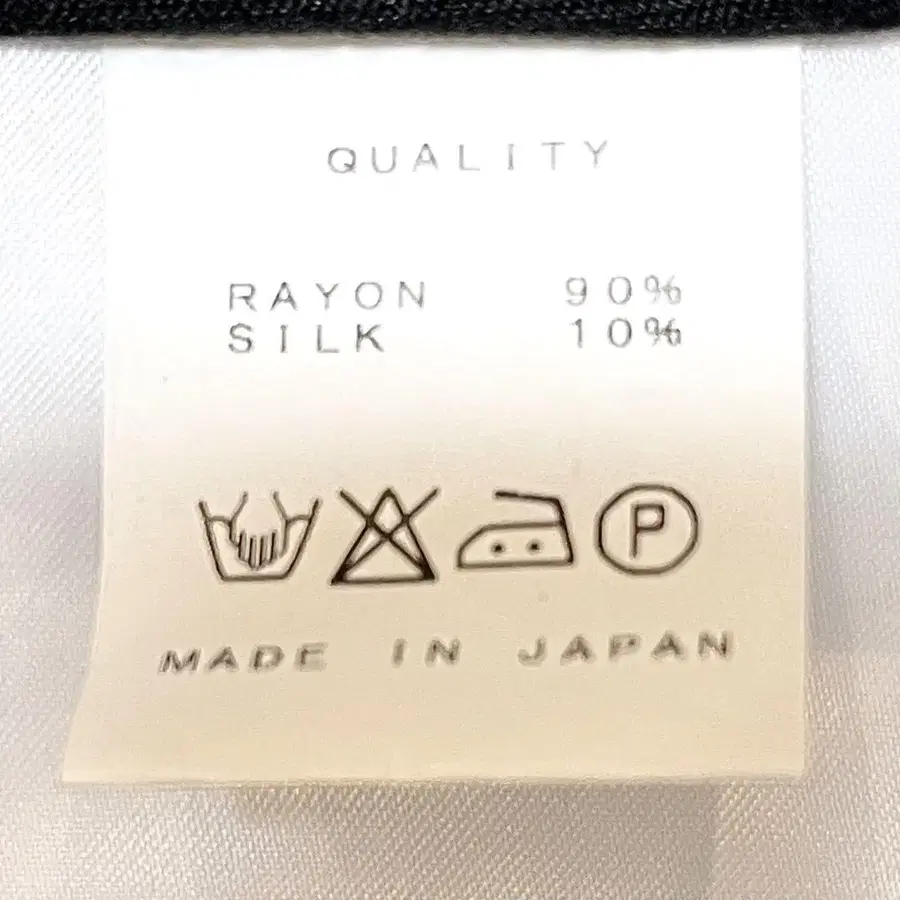 QUALITY
RAYON 90%
SILK 10%
P
MADE IN JAPAN